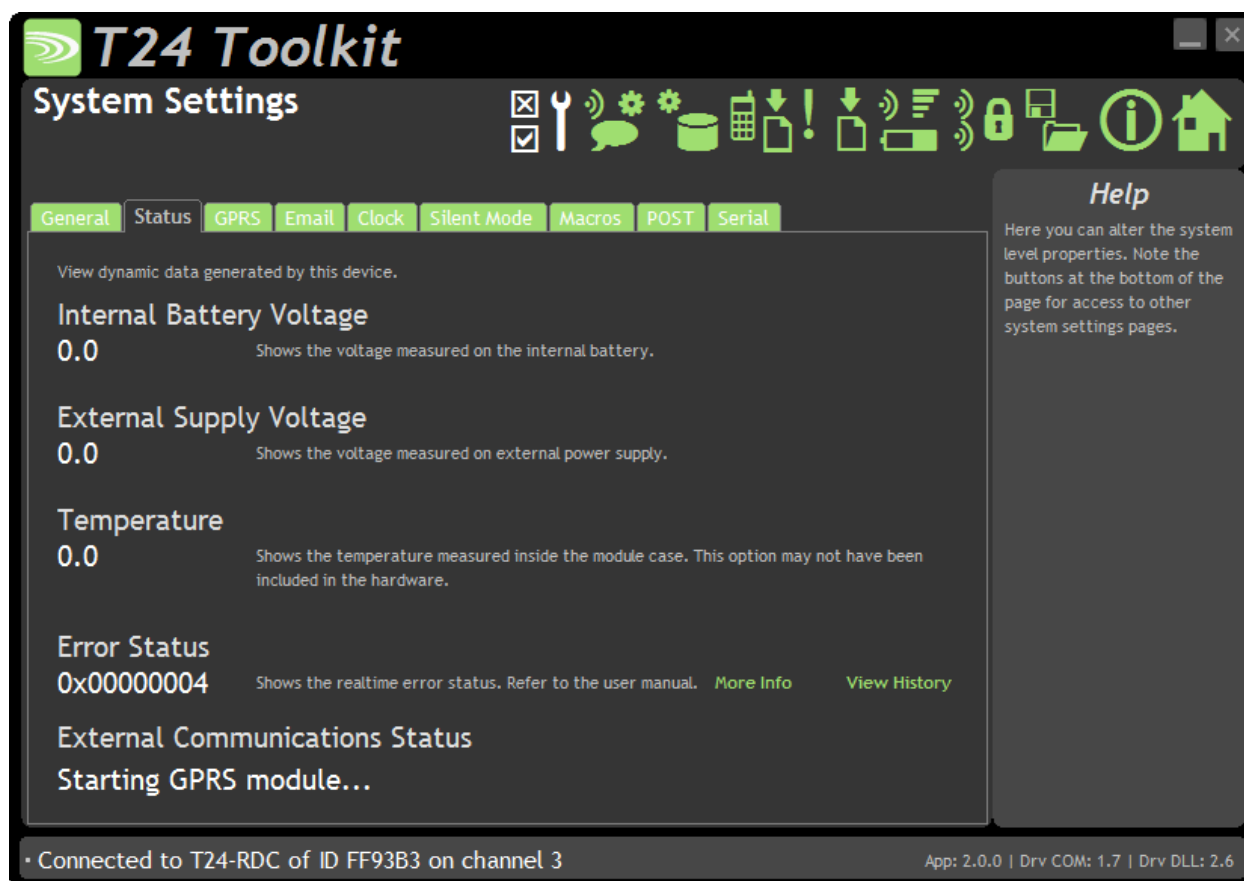 T24 Toolkit
System Settings
General Status GPRS Email Clock Silent Mode Macros POST Serial
View dynamic data generated by this device.
Internal Battery Voltage
0.0 Shows the voltage measured on the internal battery.
External Supply Voltage
0.0 Shows the voltage measured on external power supply.
Temperature
0.0 Shows the temperature measured inside the module case. This option may not have been
included in the hardware.
Error Status
0x00000004 Shows the realtime error status. Refer to the user manual. More Info View History
External Communications Status
Starting GPRS module...
Help
Here you can alter the system
level properties. Note the
buttons at the bottom of the
page for access to other
system settings pages.
Connected to T24-RDC of ID FF93B3 on channel 3
App: 2.0.0 | Drv COM: 1.7 | Drv DLL: 2.6